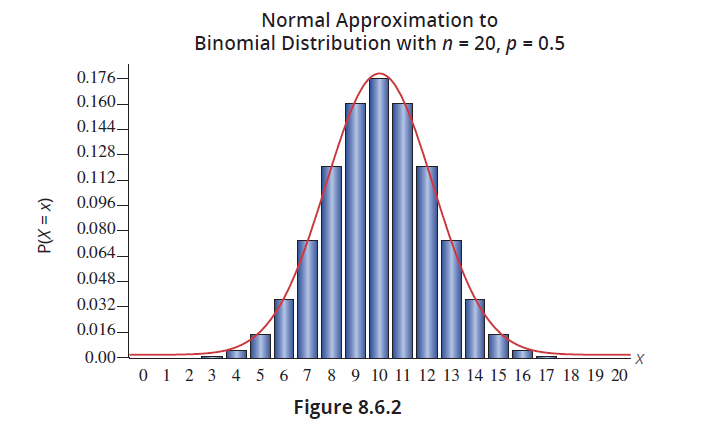 Normal Approximation to
Binomial Distribution with n = 20, p = 0.5
P(X = x)
0.176
0.160
0.144
0.128
0.112
0.096
0.080
0.064
0.048
0.032
0.016
0.00
X
0 1 2 3 4 5 6 7 8 9 10 11 12 13 14 15 16 17 18 19 20
Figure 8.6.2